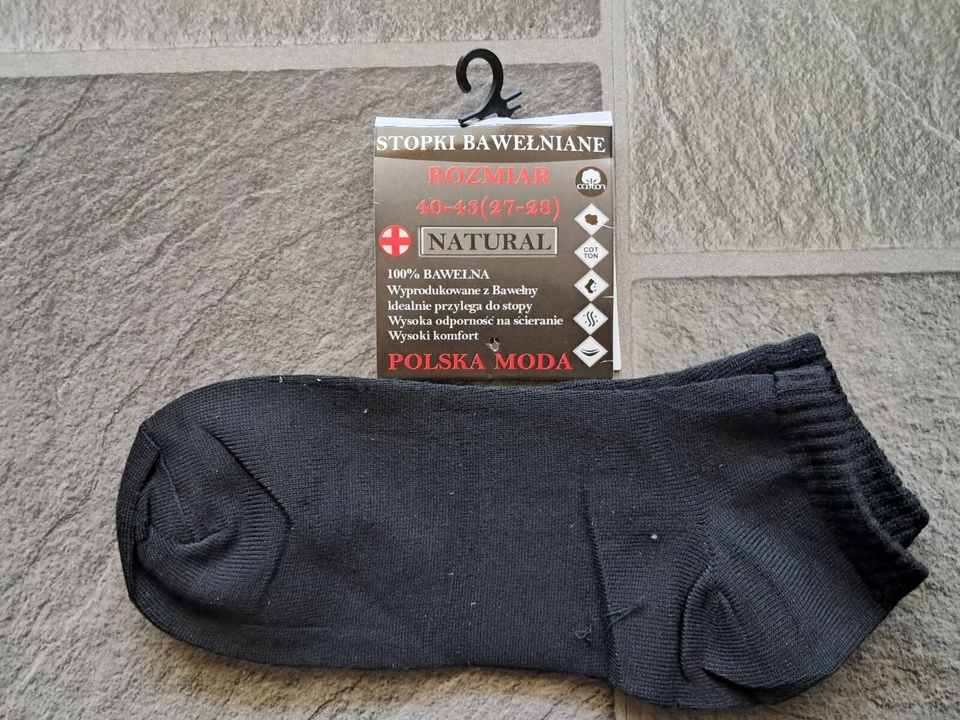 STOPKI BAWEŁNIANE
ROZMIAR
40-43(27-28)
NATURAL
100% BAWEŁNA
Wyprodukowane z Bawełny
Idealnie przylega do stopy
Wysoka odporność na ścieranie
Wysoki komfort
POLSKA MODA
cotton
COT
TON